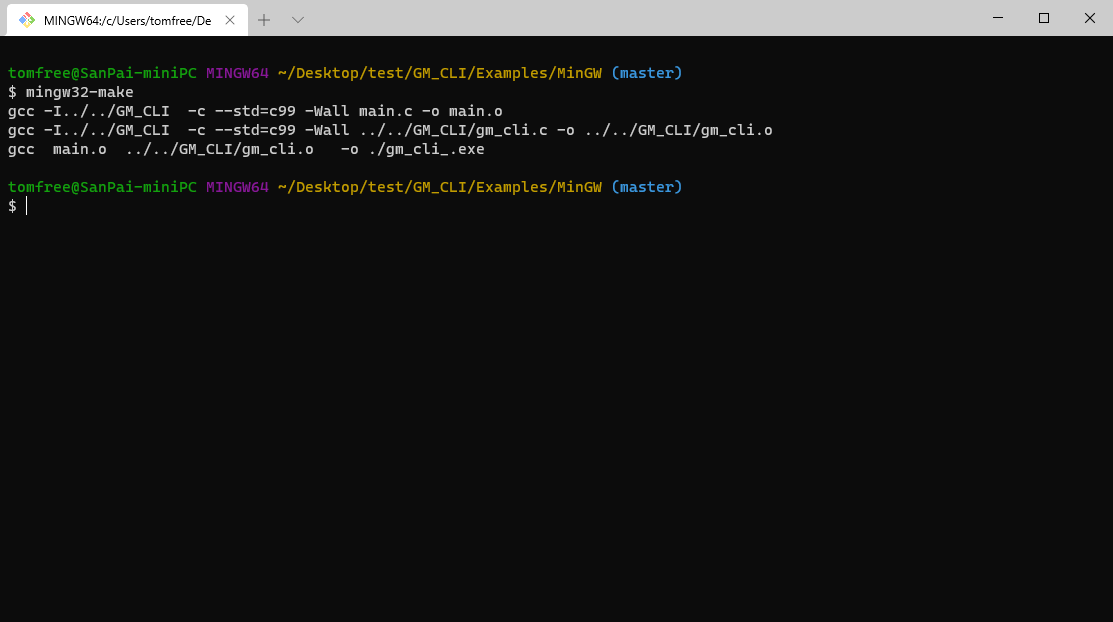 MINGW64:/c/Users/tomfree/De
tomfree@SanPai-miniPC MINGW64 ~/Desktop/test/GM_CLI/Examples/MinGW (master)
$ mingw32-make
gcc -I../../GM_CLI  -c --std=c99 -Wall main.c -o main.o
gcc -I../../GM_CLI  -c --std=c99 -Wall ../../GM_CLI/gm_cli.c -o ../../GM_CLI/gm_cli.o
gcc  main.o  ../../GM_CLI/gm_cli.o   -o ./gm_cli_.exe
tomfree@SanPai-miniPC MINGW64 ~/Desktop/test/GM_CLI/Examples/MinGW (master)
$